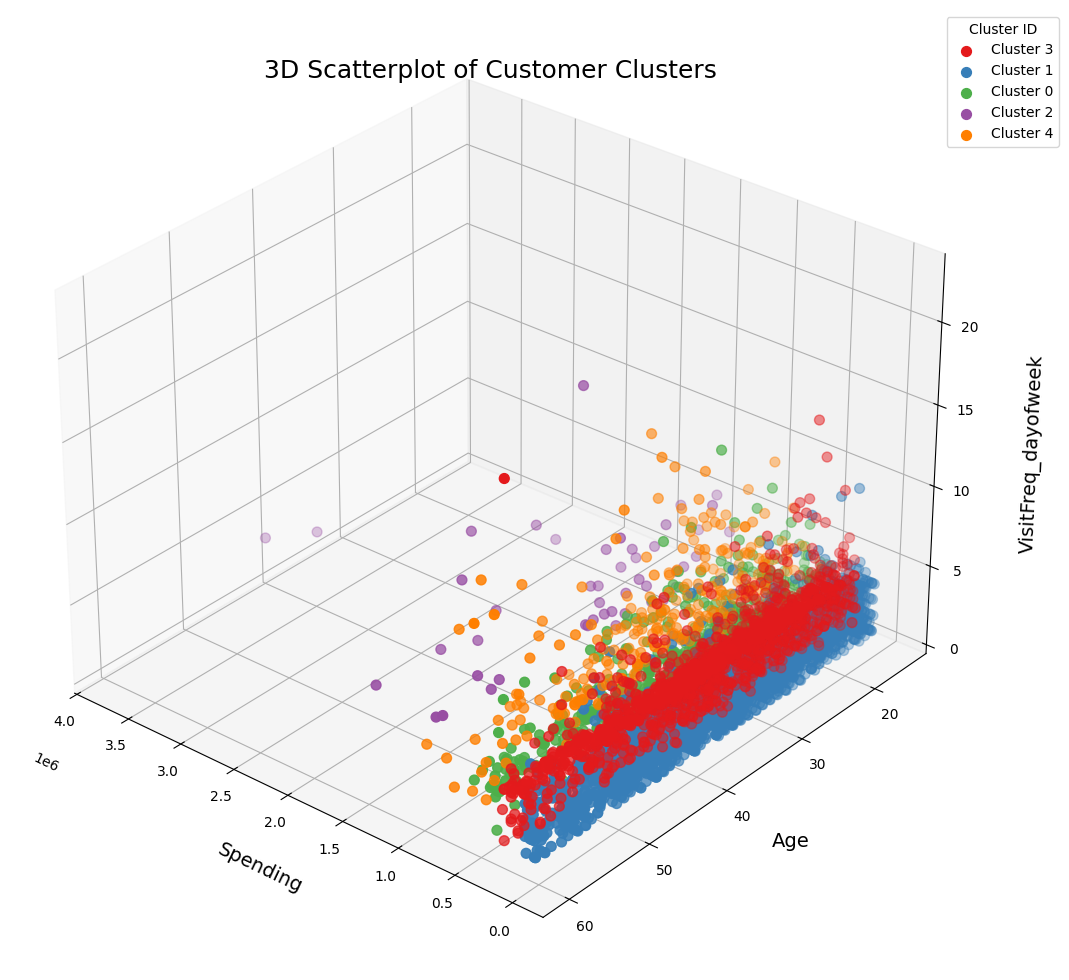 3D Scatterplot of Customer Clusters
Cluster ID
Cluster 3
Cluster 1
Cluster 0
Cluster 2
Cluster 4
20
15
10
5
0
VisitFreq_dayofweek
4.0
3.5
3.0
2.5
2.0
1.5
1.0
0.5
0.0
1e6
Spending
20
30
40
50
60
Age